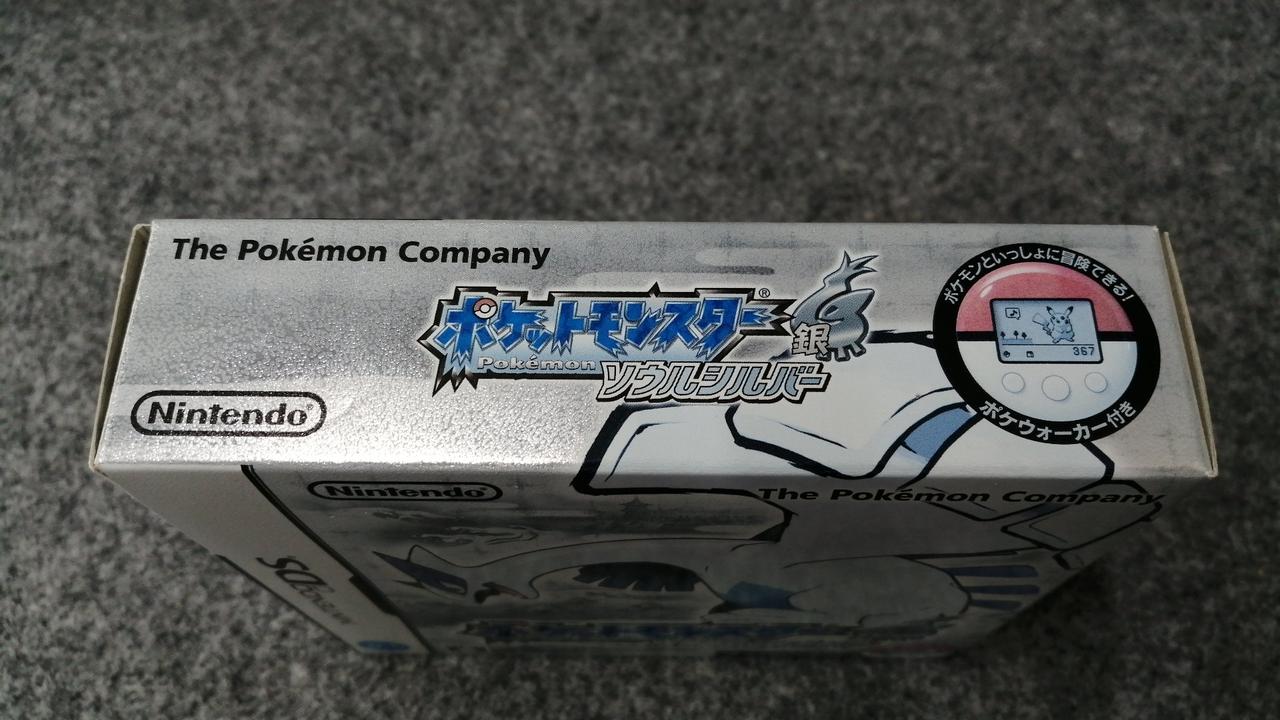 The Pokémon Company
ポケットモンスター®
銀
Pokémon
ソウルシルバー
Nintendo
ポケモンといっしょに冒険できる!
367
ポケウォーカー付き
Nintendo
The Pokémon Company